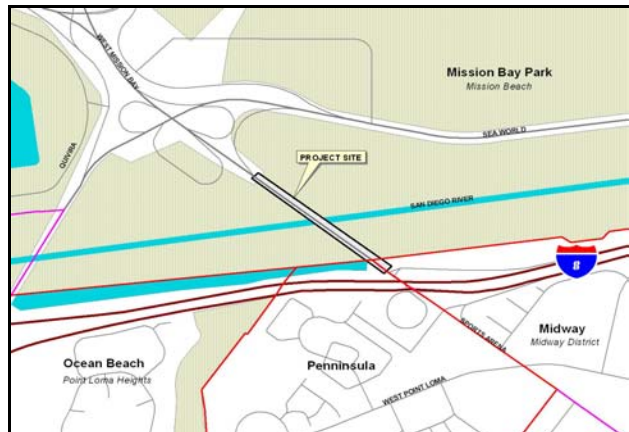 WEST MISSION BAY
Mission Bay Park
Mission Beach
SEA WORLD
QUIVIRA
PROJECT SITE
SAN DIEGO RIVER
8
SPORTS ARENA
Midway
Midway District
Ocean Beach
Point Loma Heights
Penninsula
WEST POINT LOMA